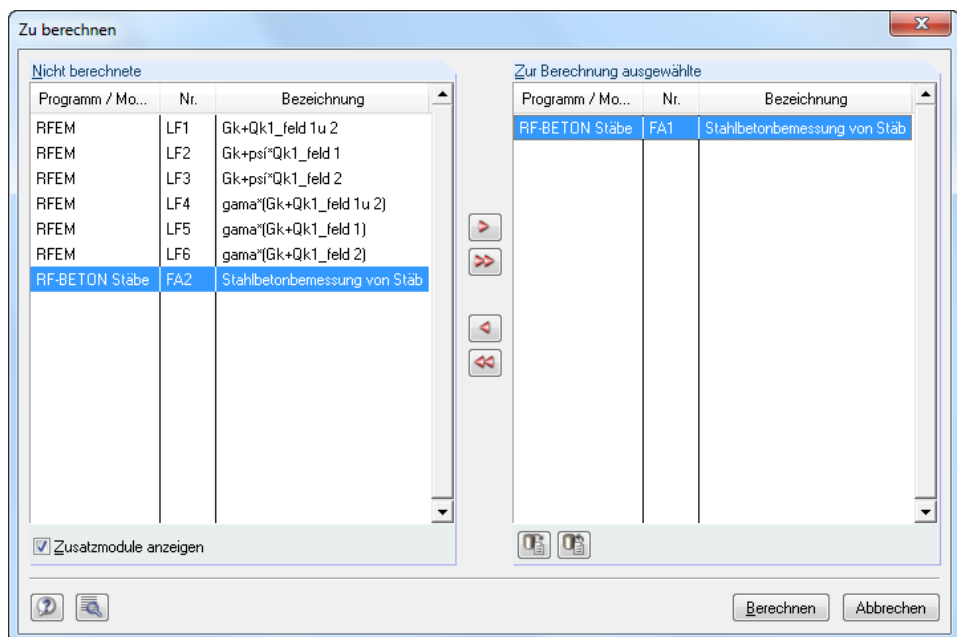 Zu berechnen
Nicht berechnete
Programm / Mo... Nr. Bezeichnung
RFEM LF1 Gk+Qk1_feld 1u 2
RFEM LF2 Gk+psí*Qk1_feld 1
RFEM LF3 Gk+psí*Qk1_feld 2
RFEM LF4 gama*(Gk+Qk1_feld 1u 2)
RFEM LF5 gama*(Gk+Qk1_feld 1)
RFEM LF6 gama*(Gk+Qk1_feld 2)
RF-BETON Stäbe FA2 Stahlbetonbemessung von Stäb
Zusatzmodule anzeigen
Zur Berechnung ausgewählte
Programm / Mo... Nr. Bezeichnung
RF-BETON Stäbe FA1 Stahlbetonbemessung von Stäb
Berechnen
Abbrechen